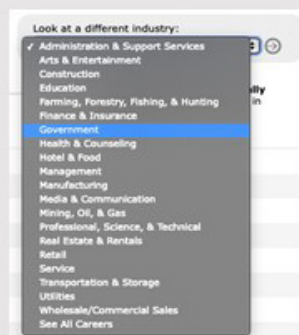 Look at a different industry:
✓ Administration & Support Services
Arts & Entertainment
Construction
Education
Farming, Forestry, Fishing, & Hunting
Finance & Insurance
Government
Health & Counseling
Hotel & Food
Management
Manufacturing
Media & Communication
Mining, Oil, & Gas
Professional, Science, & Technical
Real Estate & Rentals
Retail
Service
Transportation & Storage
Utilities
Wholesale/Commercial Sales
See All Careers
lly
in